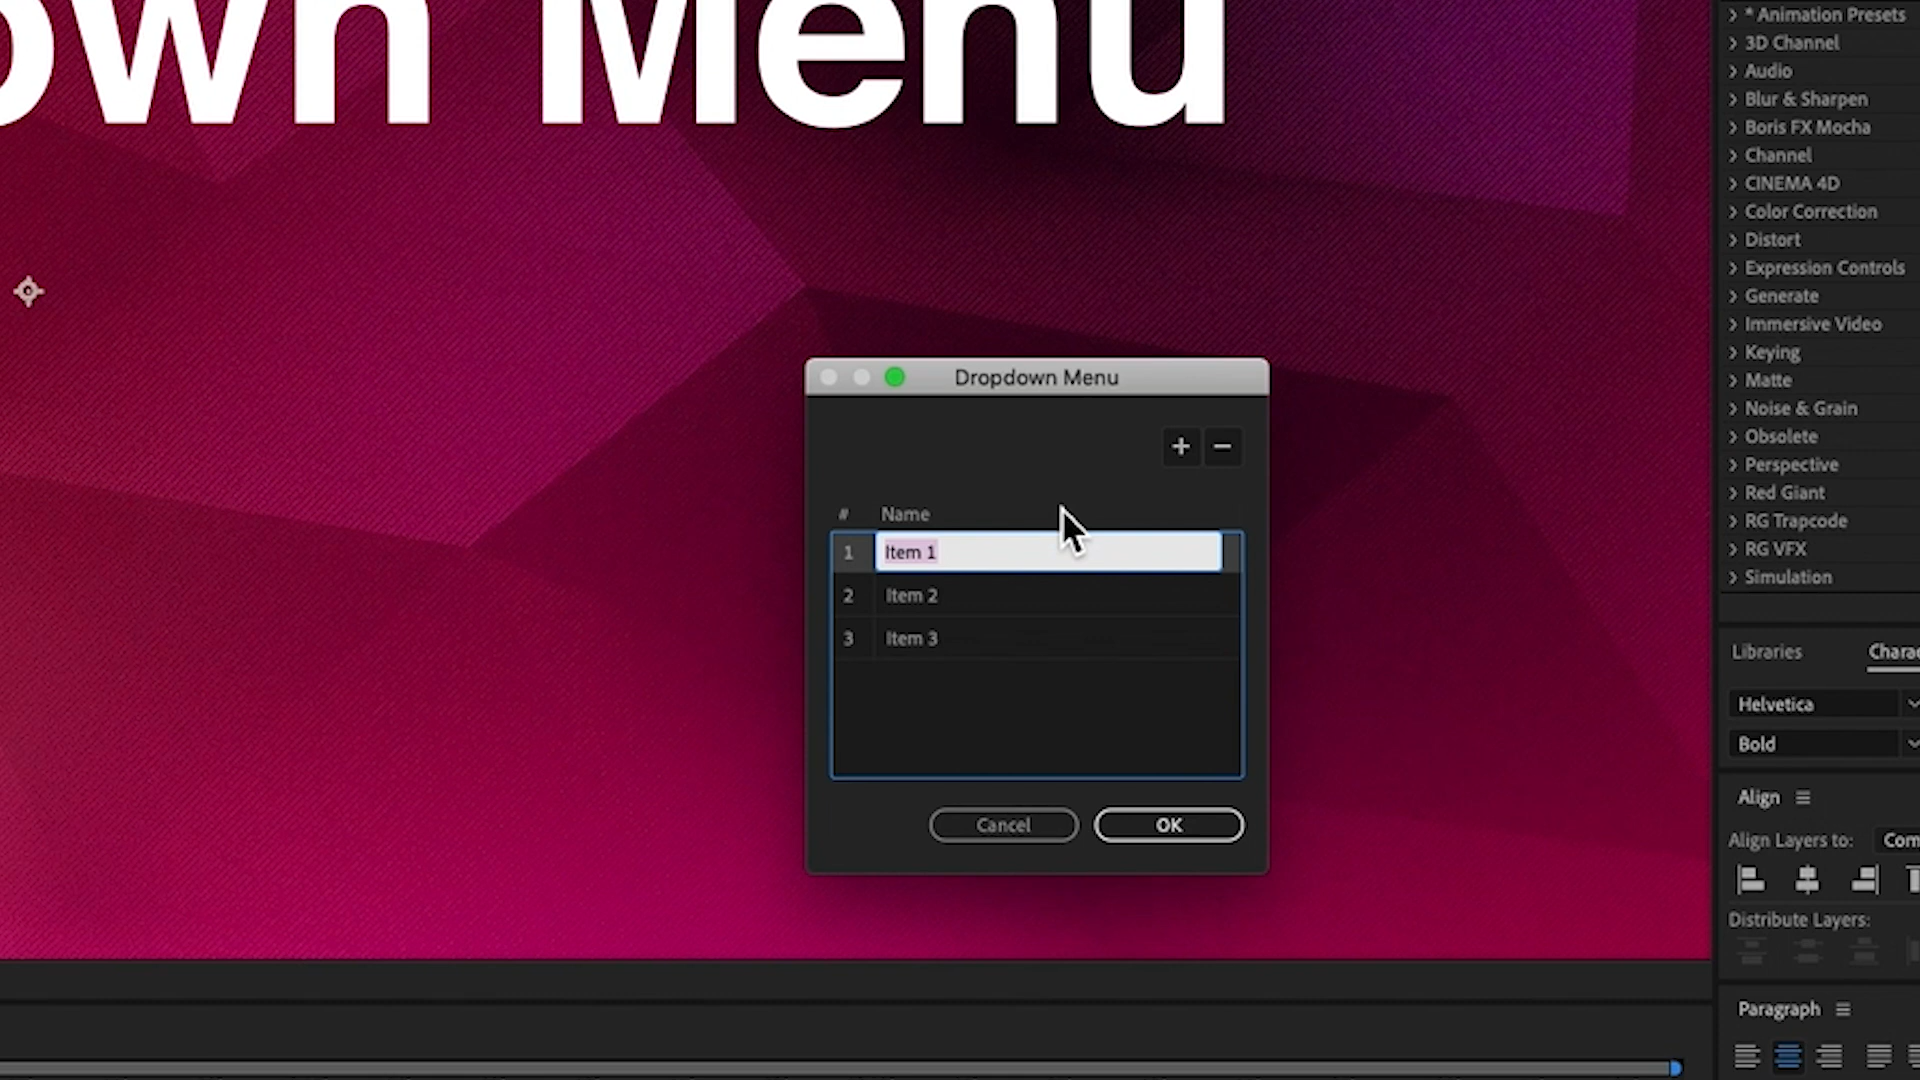 own Menu
* Animation Presets
3D Channel
Audio
Blur & Sharpen
Boris FX Mocha
Channel
CINEMA 4D
Color Correction
Distort
Expression Controls
Generate
Immersive Video
Keying
Matte
Noise & Grain
Obsolete
Perspective
Red Giant
RG Trapcode
RG VFX
Simulation
Dropdown Menu
+ −
# Name
1 Item 1
2 Item 2
3 Item 3
Cancel OK
Libraries Charac
Helvetica
Bold
Align
Align Layers to: Com
Distribute Layers:
Paragraph